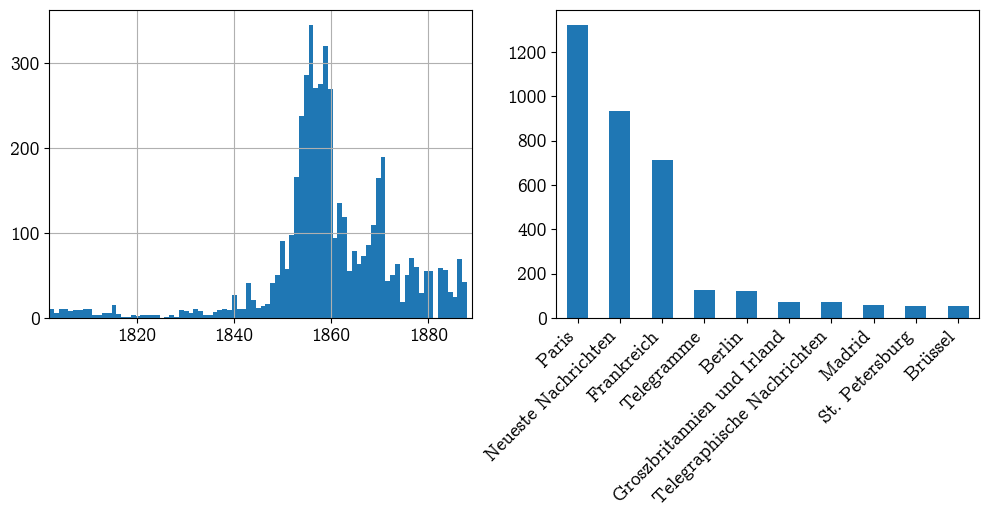 300
200
100
0
1820 1840 1860 1880
1200
1000
800
600
400
200
0
Paris
Neueste Nachrichten
Frankreich
Telegramme
Berlin
Groszbritannien und Irland
Telegraphische Nachrichten
Madrid
St. Petersburg
Brüssel